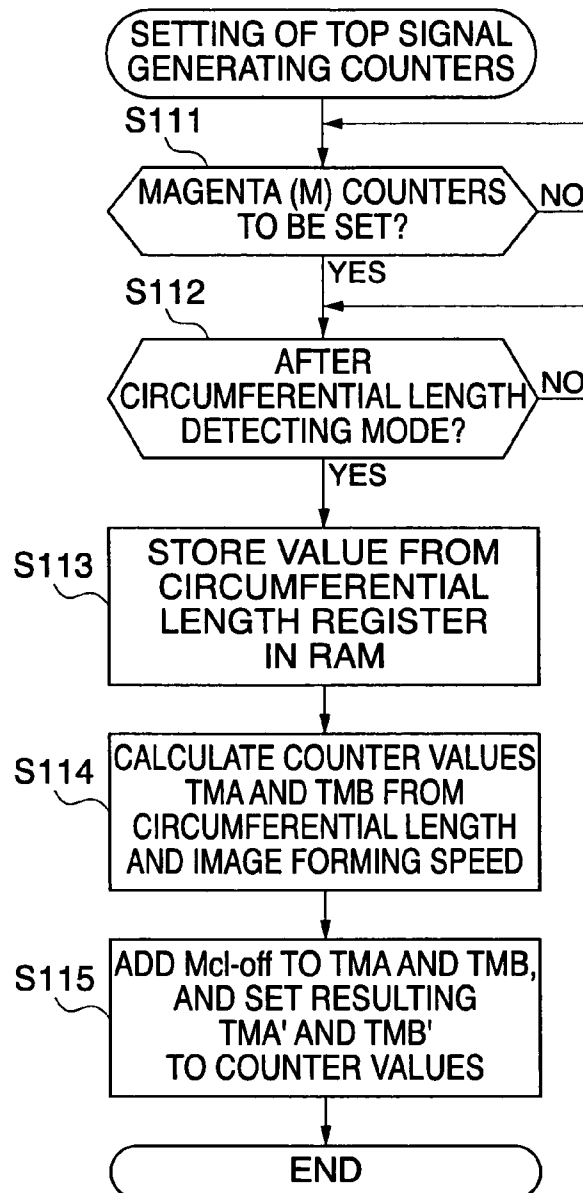 SETTING OF TOP SIGNAL
GENERATING COUNTERS
S111
MAGENTA (M) COUNTERS
TO BE SET?
NO
YES
S112
AFTER
CIRCUMFERENTIAL LENGTH
DETECTING MODE?
NO
YES
S113
STORE VALUE FROM
CIRCUMFERENTIAL
LENGTH REGISTER
IN RAM
S114
CALCULATE COUNTER VALUES
TMA AND TMB FROM
CIRCUMFERENTIAL LENGTH
AND IMAGE FORMING SPEED
S115
ADD Mcl-off TO TMA AND TMB,
AND SET RESULTING
TMA' AND TMB'
TO COUNTER VALUES
END